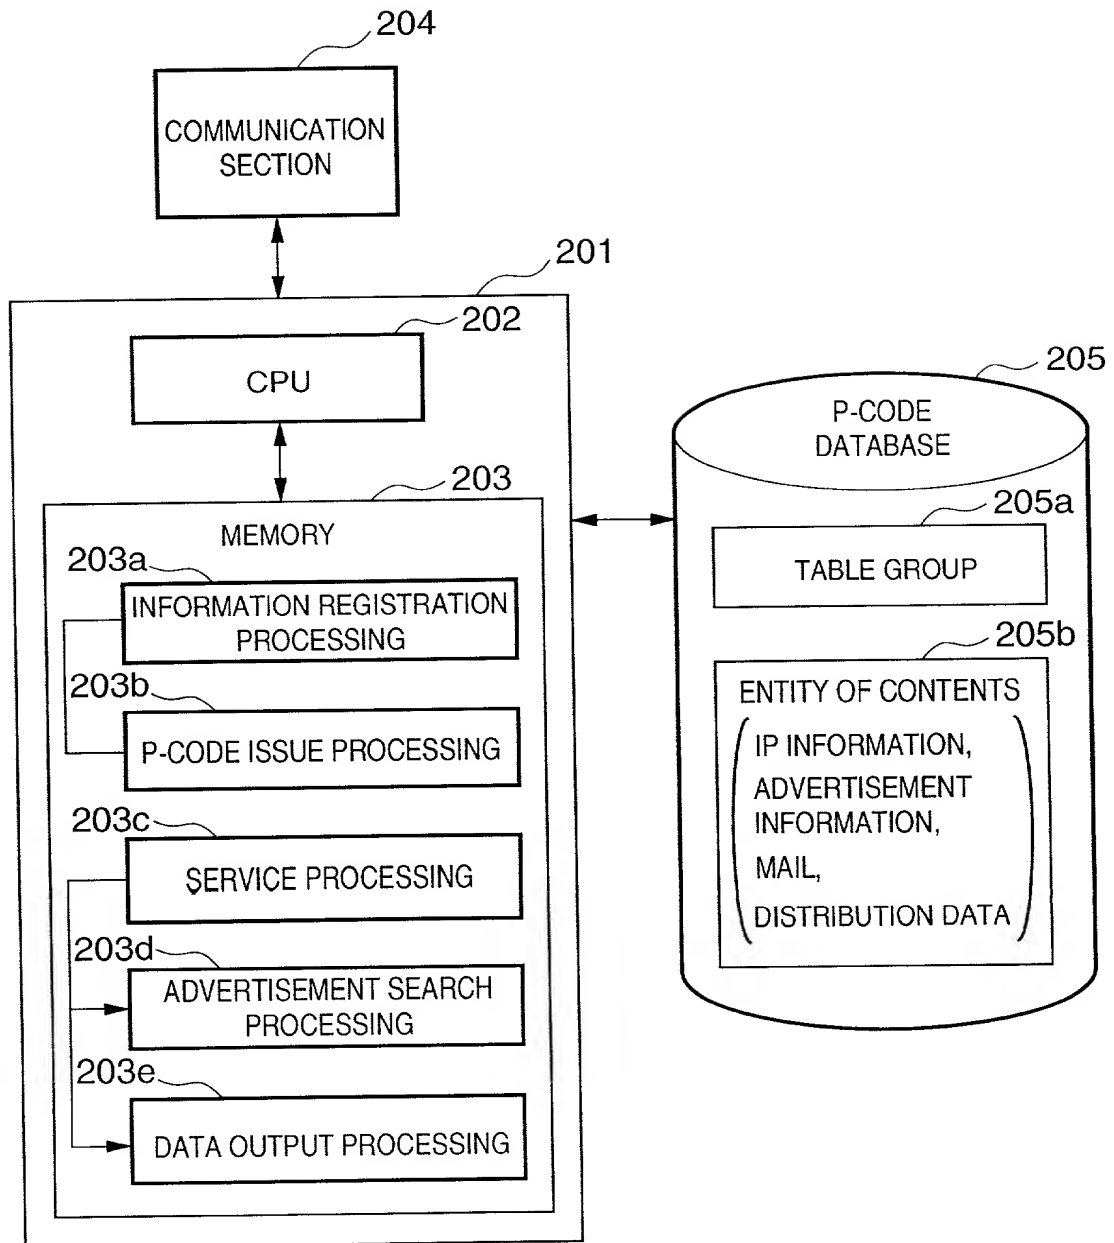 204
COMMUNICATION
SECTION
201
202
CPU
203
MEMORY
203a
INFORMATION REGISTRATION
PROCESSING
203b
P-CODE ISSUE PROCESSING
203c
SERVICE PROCESSING
203d
ADVERTISEMENT SEARCH
PROCESSING
203e
DATA OUTPUT PROCESSING
205
P-CODE
DATABASE
205a
TABLE GROUP
205b
ENTITY OF CONTENTS
IP INFORMATION,
ADVERTISEMENT
INFORMATION,
MAIL,
DISTRIBUTION DATA